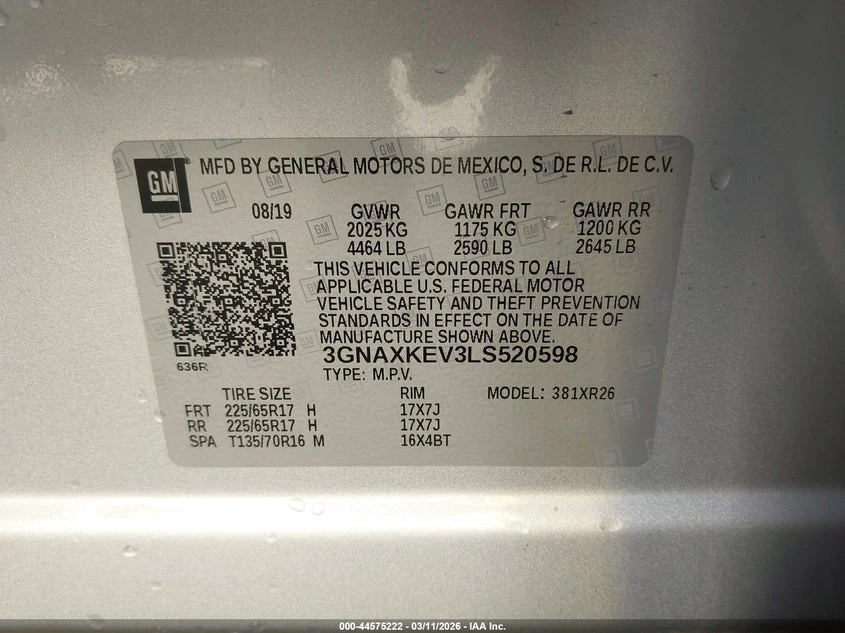 GM MFD BY GENERAL MOTORS DE MEXICO, S. DE R.L. DE C.V.
08/19 GVWR GAWR FRT GAWR RR
2025 KG 1175 KG 1200 KG
4464 LB 2590 LB 2645 LB
THIS VEHICLE CONFORMS TO ALL
APPLICABLE U.S. FEDERAL MOTOR
VEHICLE SAFETY AND THEFT PREVENTION
STANDARDS IN EFFECT ON THE DATE OF
MANUFACTURE SHOWN ABOVE.
3GNAXKEV3LS520598
636R
TYPE: M.P.V.
TIRE SIZE RIM MODEL: 381XR26
FRT 225/65R17 H 17X7J
RR 225/65R17 H 17X7J
SPA T135/70R16 M 16X4BT
000-44575222 -- 03/11/2026 -- IAA Inc.